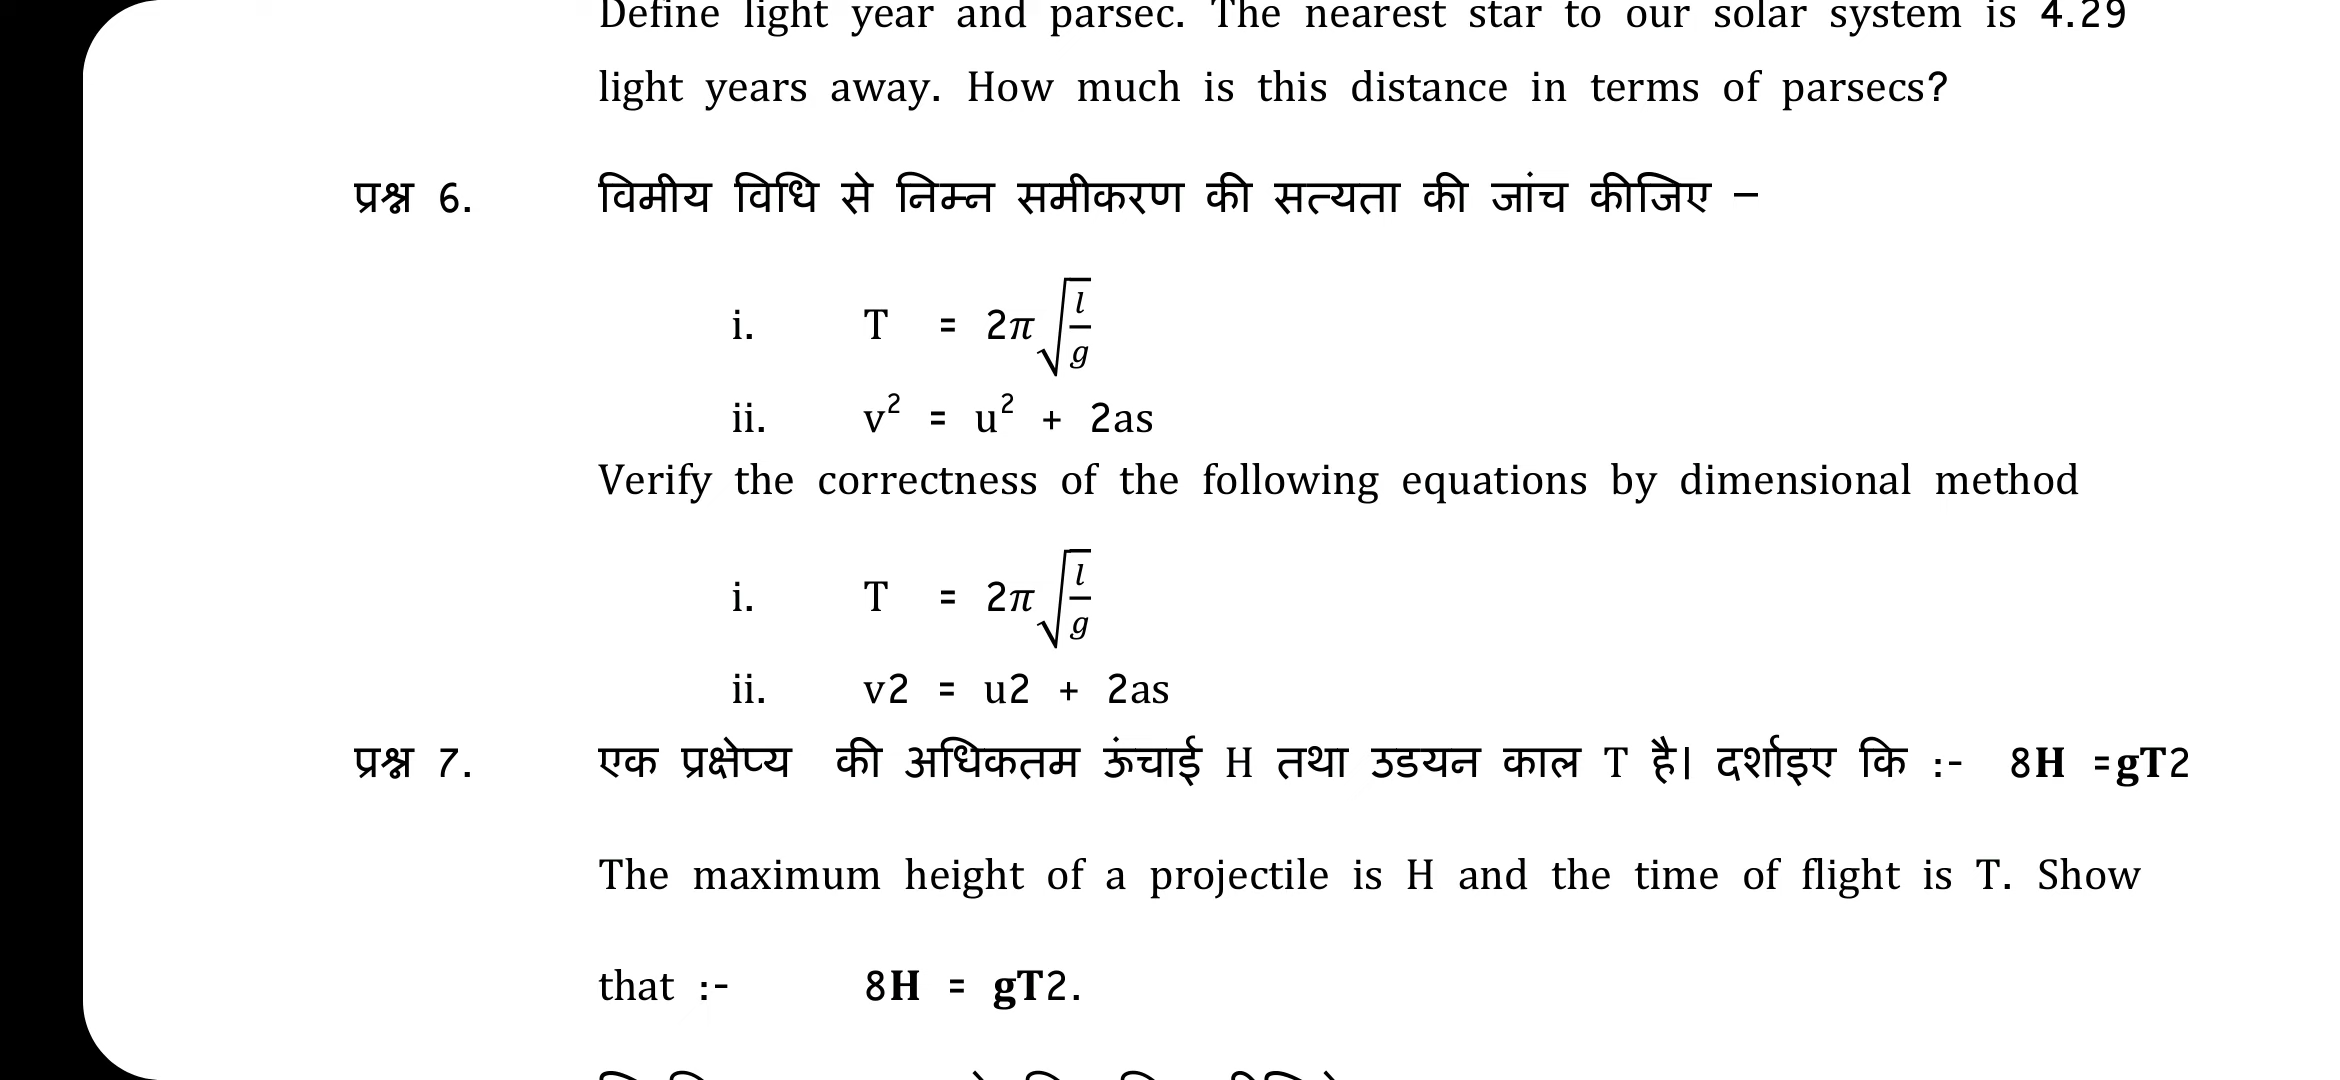 Define light year and parsec. The nearest star to our solar system is 4.29
light years away. How much is this distance in terms of parsecs?
प्रश्न 6. विमीय विधि से निम्न समीकरण की सत्यता की जांच कीजिए –
i. T = 2π√(l/g)
ii. v² = u² + 2as
Verify the correctness of the following equations by dimensional method
i. T = 2π√(l/g)
ii. v2 = u2 + 2as
प्रश्न 7. एक प्रक्षेप्य की अधिकतम ऊंचाई H तथा उडयन काल T है। दर्शाइए कि :- 8H =gT2
The maximum height of a projectile is H and the time of flight is T. Show
that :- 8H = gT2.